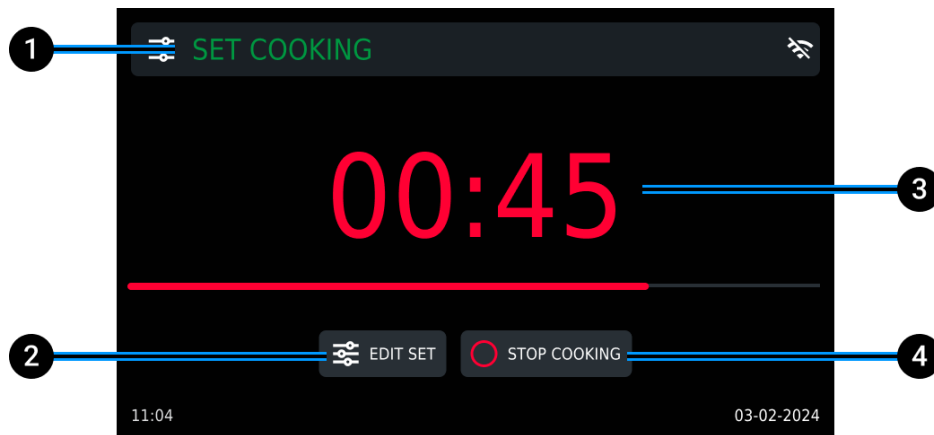 1
SET COOKING
00:45
3
2
EDIT SET
STOP COOKING
4
11:04
03-02-2024